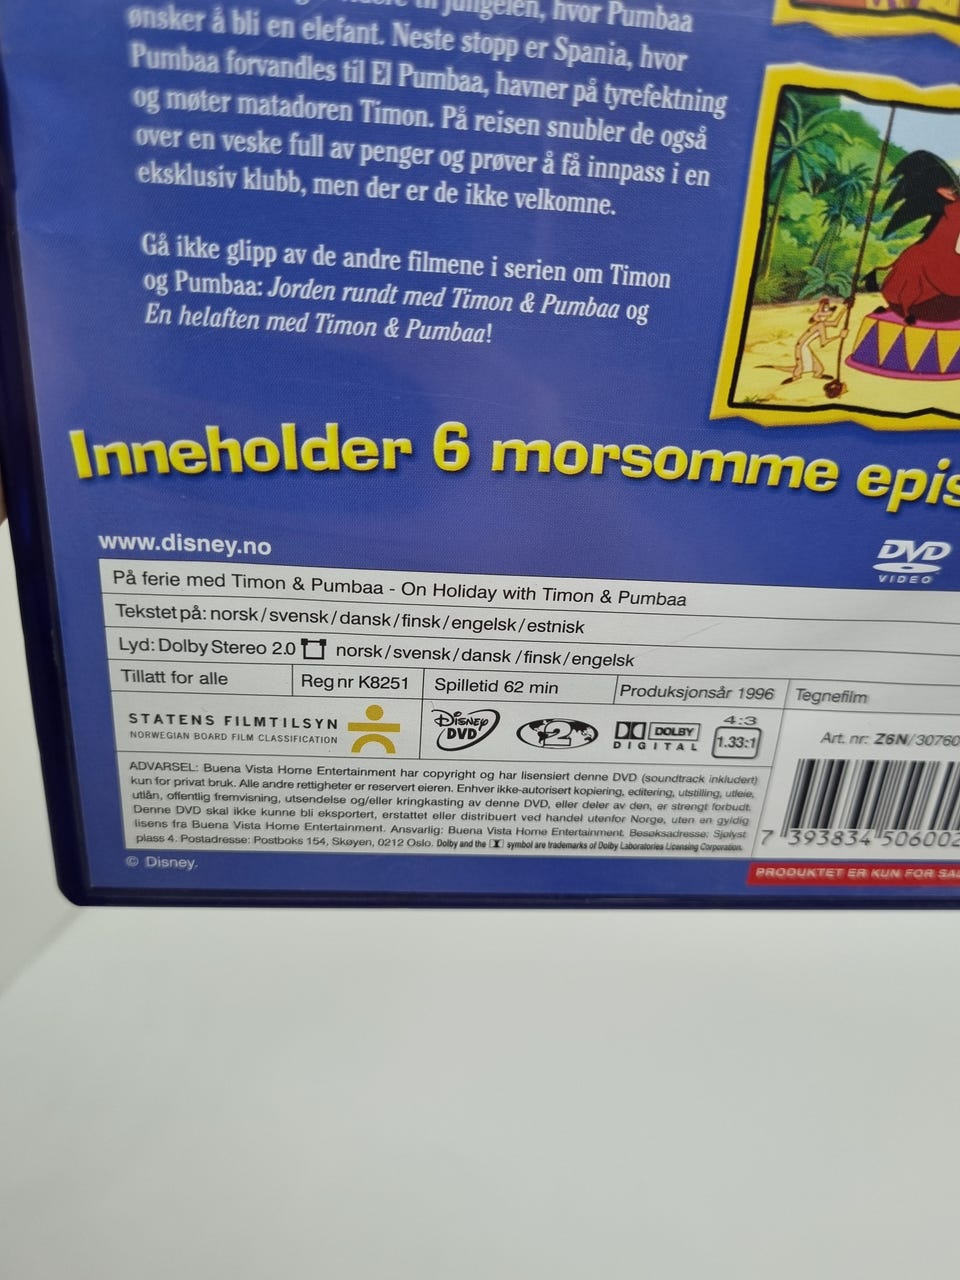 til jungelen, hvor Pumbaa
ønsker å bli en elefant. Neste stopp er Spania, hvor
Pumbaa forvandles til El Pumbaa, havner på tyrefektning
og møter matadoren Timon. På reisen snubler de også
over en veske full av penger og prøver å få innpass i en
eksklusiv klubb, men der er de ikke velkomne.
Gå ikke glipp av de andre filmene i serien om Timon
og Pumbaa: Jorden rundt med Timon & Pumbaa og
En helaften med Timon & Pumbaa!
Inneholder 6 morsomme epis
www.disney.no
DVD
VIDEO
På ferie med Timon & Pumbaa - On Holiday with Timon & Pumbaa
Tekstet på: norsk/svensk/dansk/finsk/engelsk/estnisk
Lyd: Dolby Stereo 2.0 norsk/svensk/dansk/finsk/engelsk
Tillatt for alle
Reg nr K8251
Spilletid 62 min
Produksjonsår 1996
Tegnefilm
STATENS FILMTILSYN
NORWEGIAN BOARD FILM CLASSIFICATION
Disney DVD
2
DOLBY
DIGITAL
4:3
1.33:1
Art. nr: Z6N/30760
ADVARSEL: Buena Vista Home Entertainment har copyright og har lisensiert denne DVD (soundtrack inkludert)
kun for privat bruk. Alle andre rettigheter er reservert eieren. Enhver ikke-autorisert kopiering, editering, utstilling, utleie,
utlån, offentlig fremvisning, utsendelse og/eller kringkasting av denne DVD, eller deler av den, er strengt forbudt.
Denne DVD skal ikke kunne bli eksportert, erstattet eller distribuert ved handel utenfor Norge, uten en gyldig
lisens fra Buena Vista Home Entertainment. Ansvarlig: Buena Vista Home Entertainment. Besøksadresse: Sjølyst
plass 4. Postadresse: Postboks 154, Skøyen, 0212 Oslo. Dolby and the symbol are trademarks of Dolby Laboratories Licensing Corporation.
7 393834 506002
© Disney.
PRODUKTET ER KUN FOR SAL